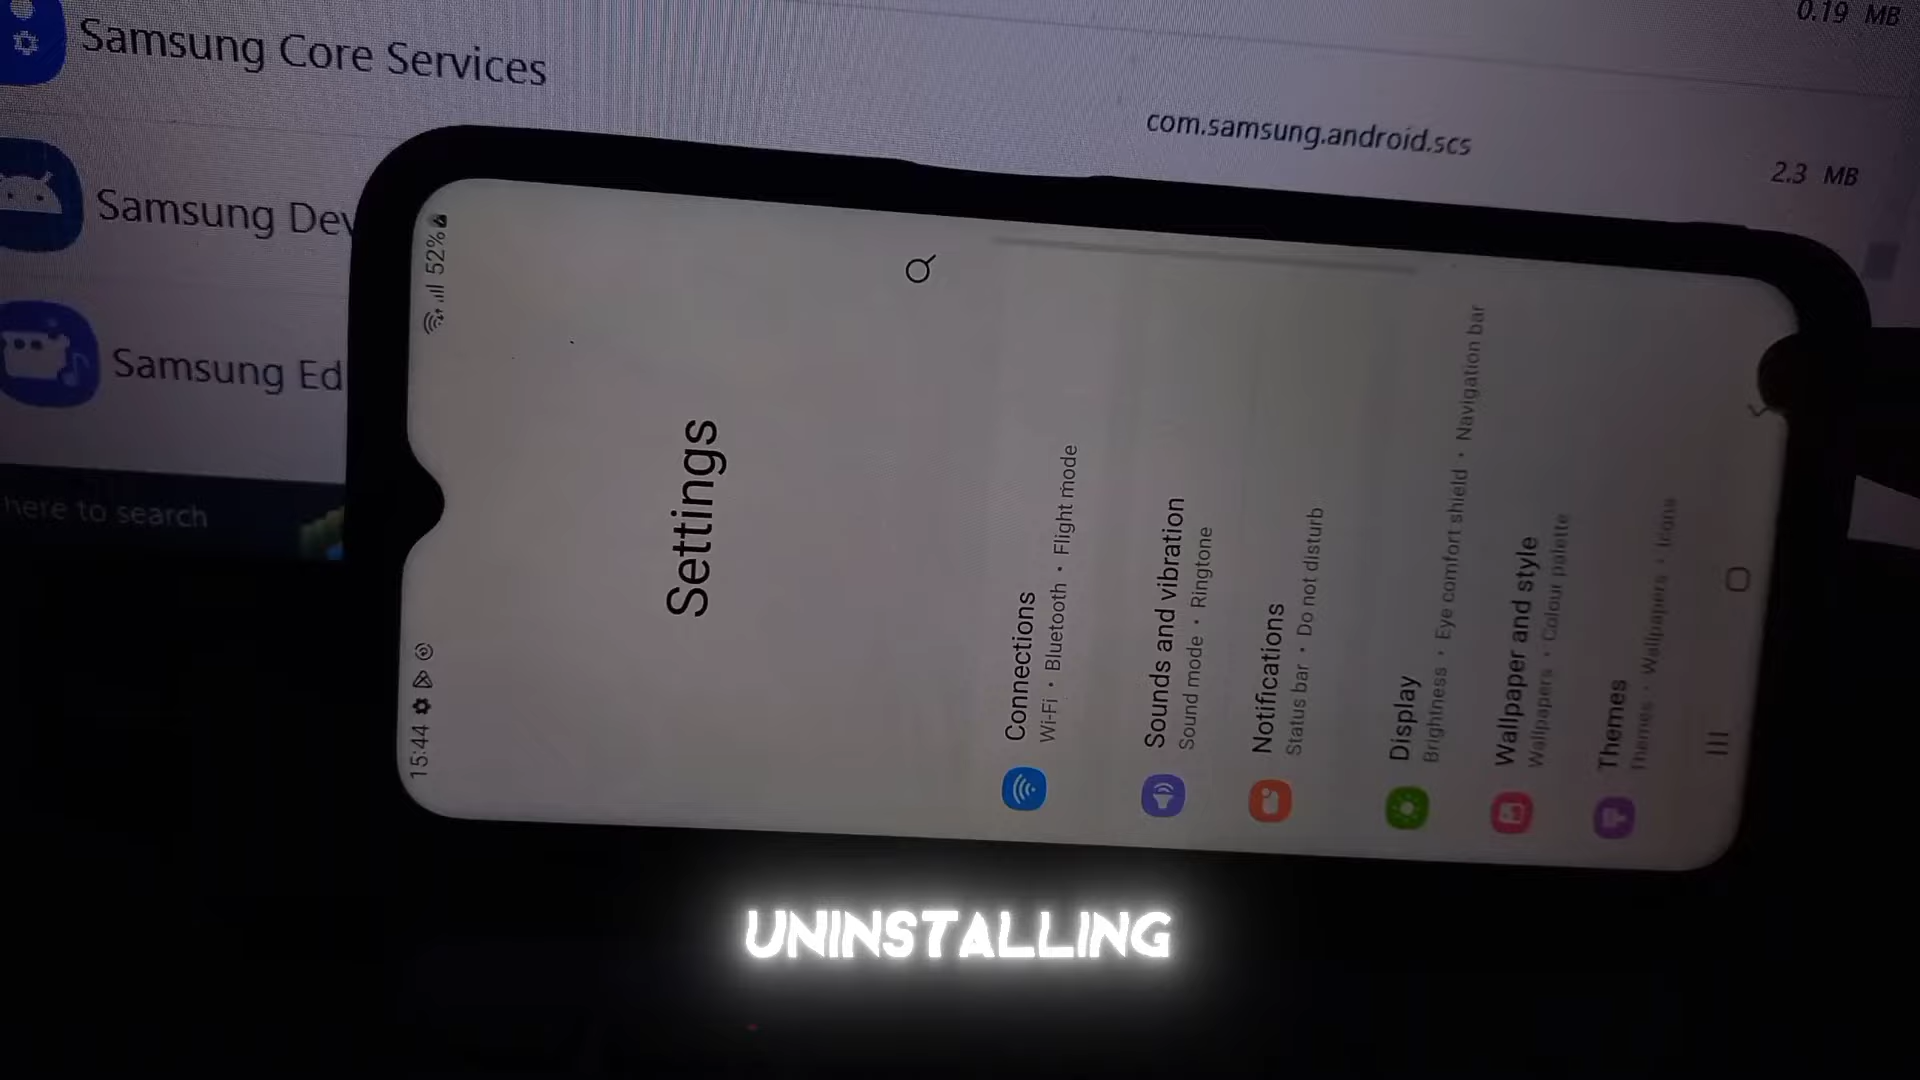 0.19 MB
Samsung Core Services
com.samsung.android.scs
2.3 MB
Samsung Dev
Samsung Ed
here to search
15:44
52%
Settings
Connections
Wi-Fi • Bluetooth • Flight mode
Sounds and vibration
Sound mode • Ringtone
Notifications
Status bar • Do not disturb
Display
Brightness • Eye comfort shield • Navigation bar
Wallpaper and style
Wallpapers • Colour palette
Themes
Themes • Wallpapers • Icons
UNINSTALLING